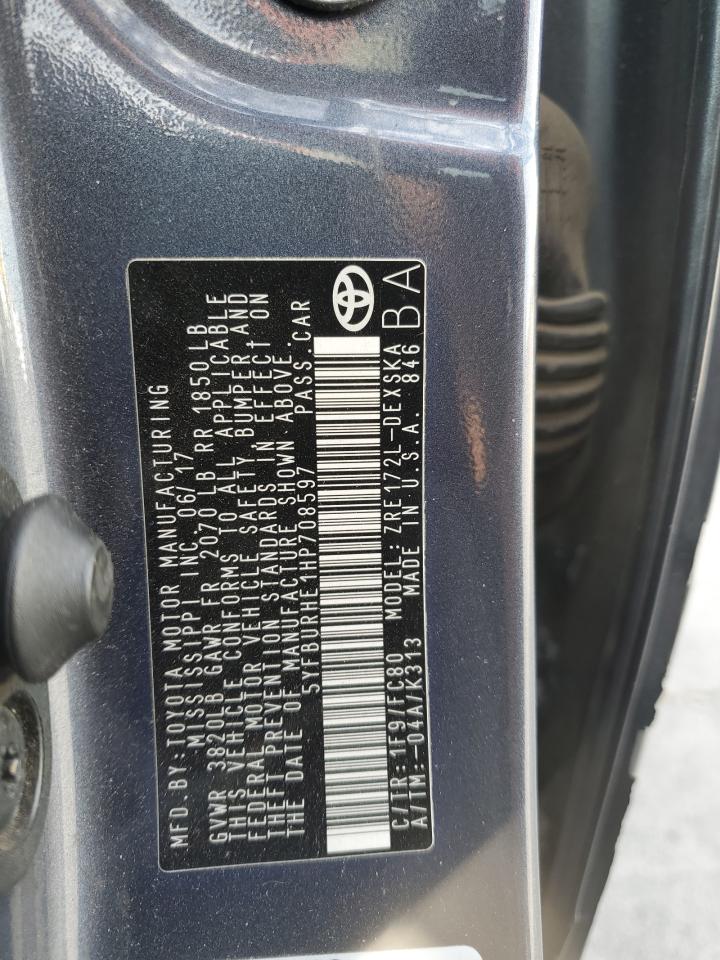 MFD.BY:TOYOTA MOTOR MANUFACTURING
MISSISSIPPI INC.06/17
GVWR 3820LB GAWR FR 2070LB RR 1850LB
THIS VEHICLE CONFORMS TO ALL APPLICABLE
FEDERAL MOTOR VEHICLE SAFETY,BUMPER,AND
THEFT PREVENTION STANDARDS IN EFFECT ON
THE DATE OF MANUFACTURE SHOWN ABOVE.
5YFBURHE1HP708597 PASS.CAR
C/TR:1F9/FC80 MODEL:ZRE172L-DEXSKA
A/TM:-04A/K313 MADE IN U.S.A. 846
BA